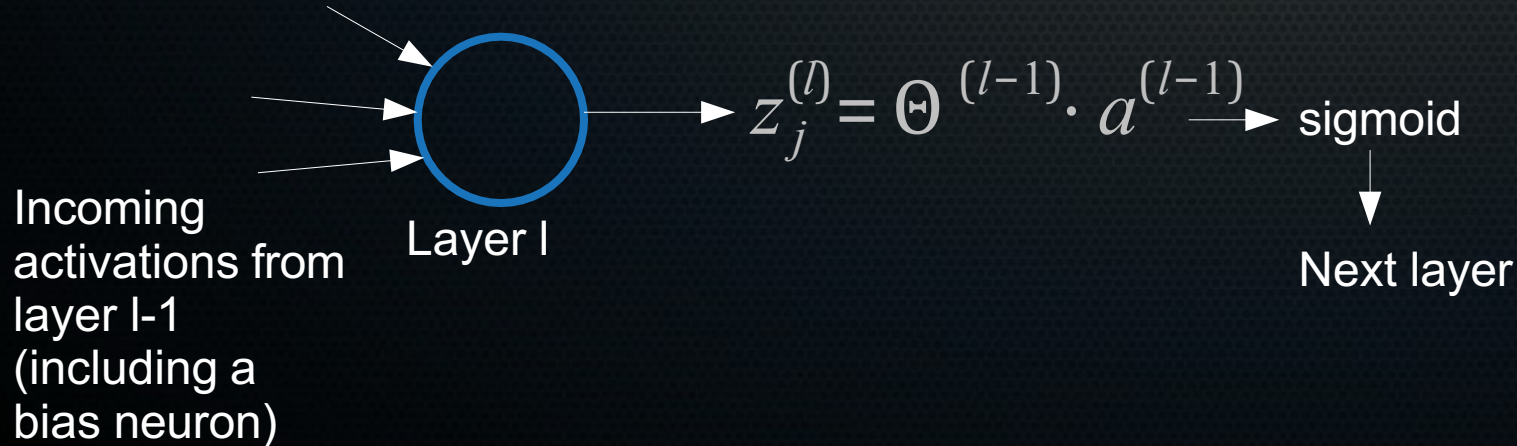 z_j^{(l)} = Θ^{(l−1)} · a^{(l−1)}
sigmoid
Incoming
activations from
layer l-1
(including a
bias neuron)
Layer l
Next layer